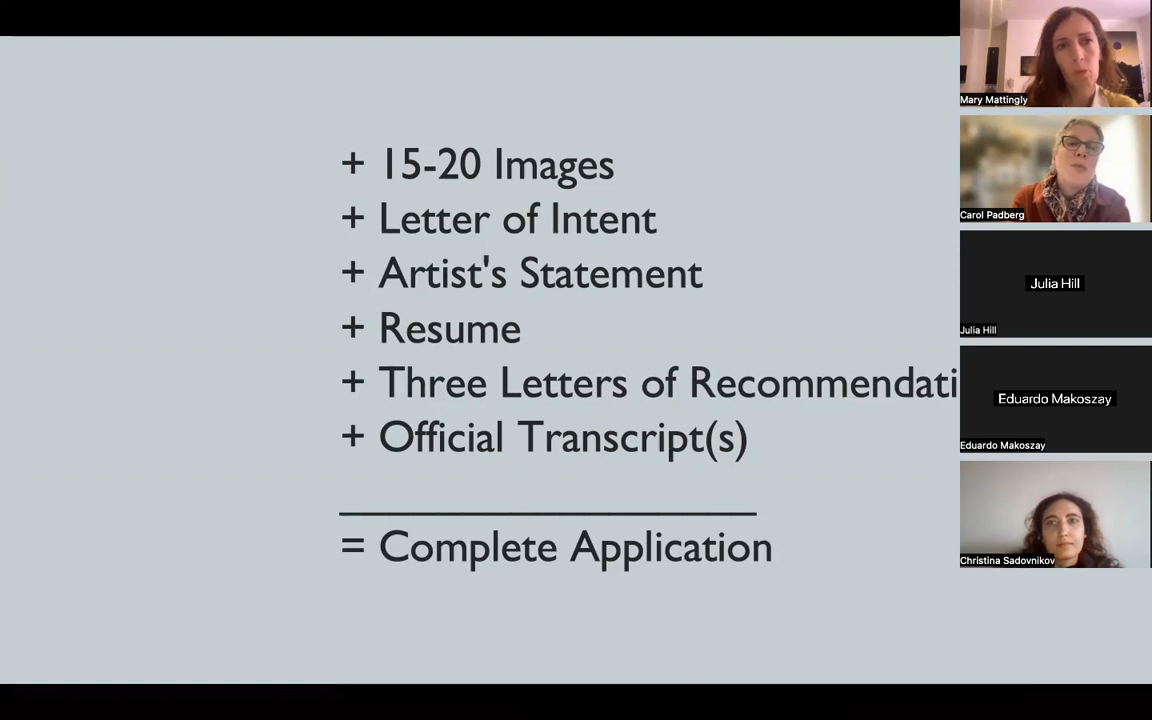 + 15-20 Images
+ Letter of Intent
+ Artist's Statement
+ Resume
+ Three Letters of Recommendati
+ Official Transcript(s)
= Complete Application
Mary Mattingly
Carol Padberg
Julia Hill
Julia Hill
Eduardo Makoszay
Eduardo Makoszay
Christina Sadovnikov